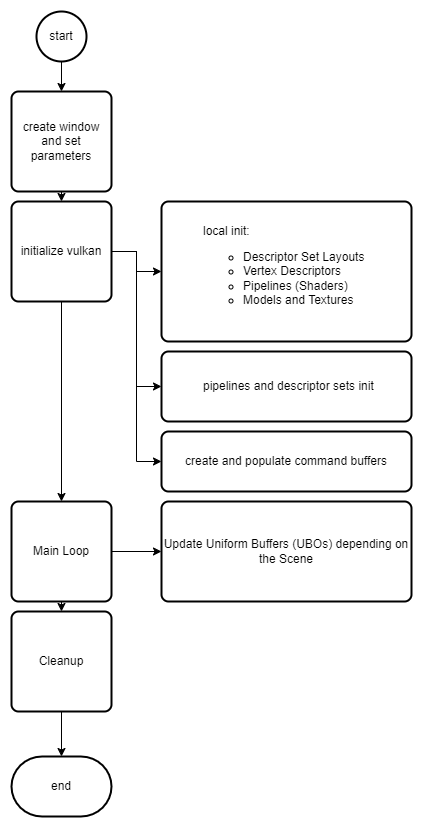 start
create window
and set
parameters
initialize vulkan
local init:
Descriptor Set Layouts
Vertex Descriptors
Pipelines (Shaders)
Models and Textures
pipelines and descriptor sets init
create and populate command buffers
Main Loop
Update Uniform Buffers (UBOs) depending on
the Scene
Cleanup
end